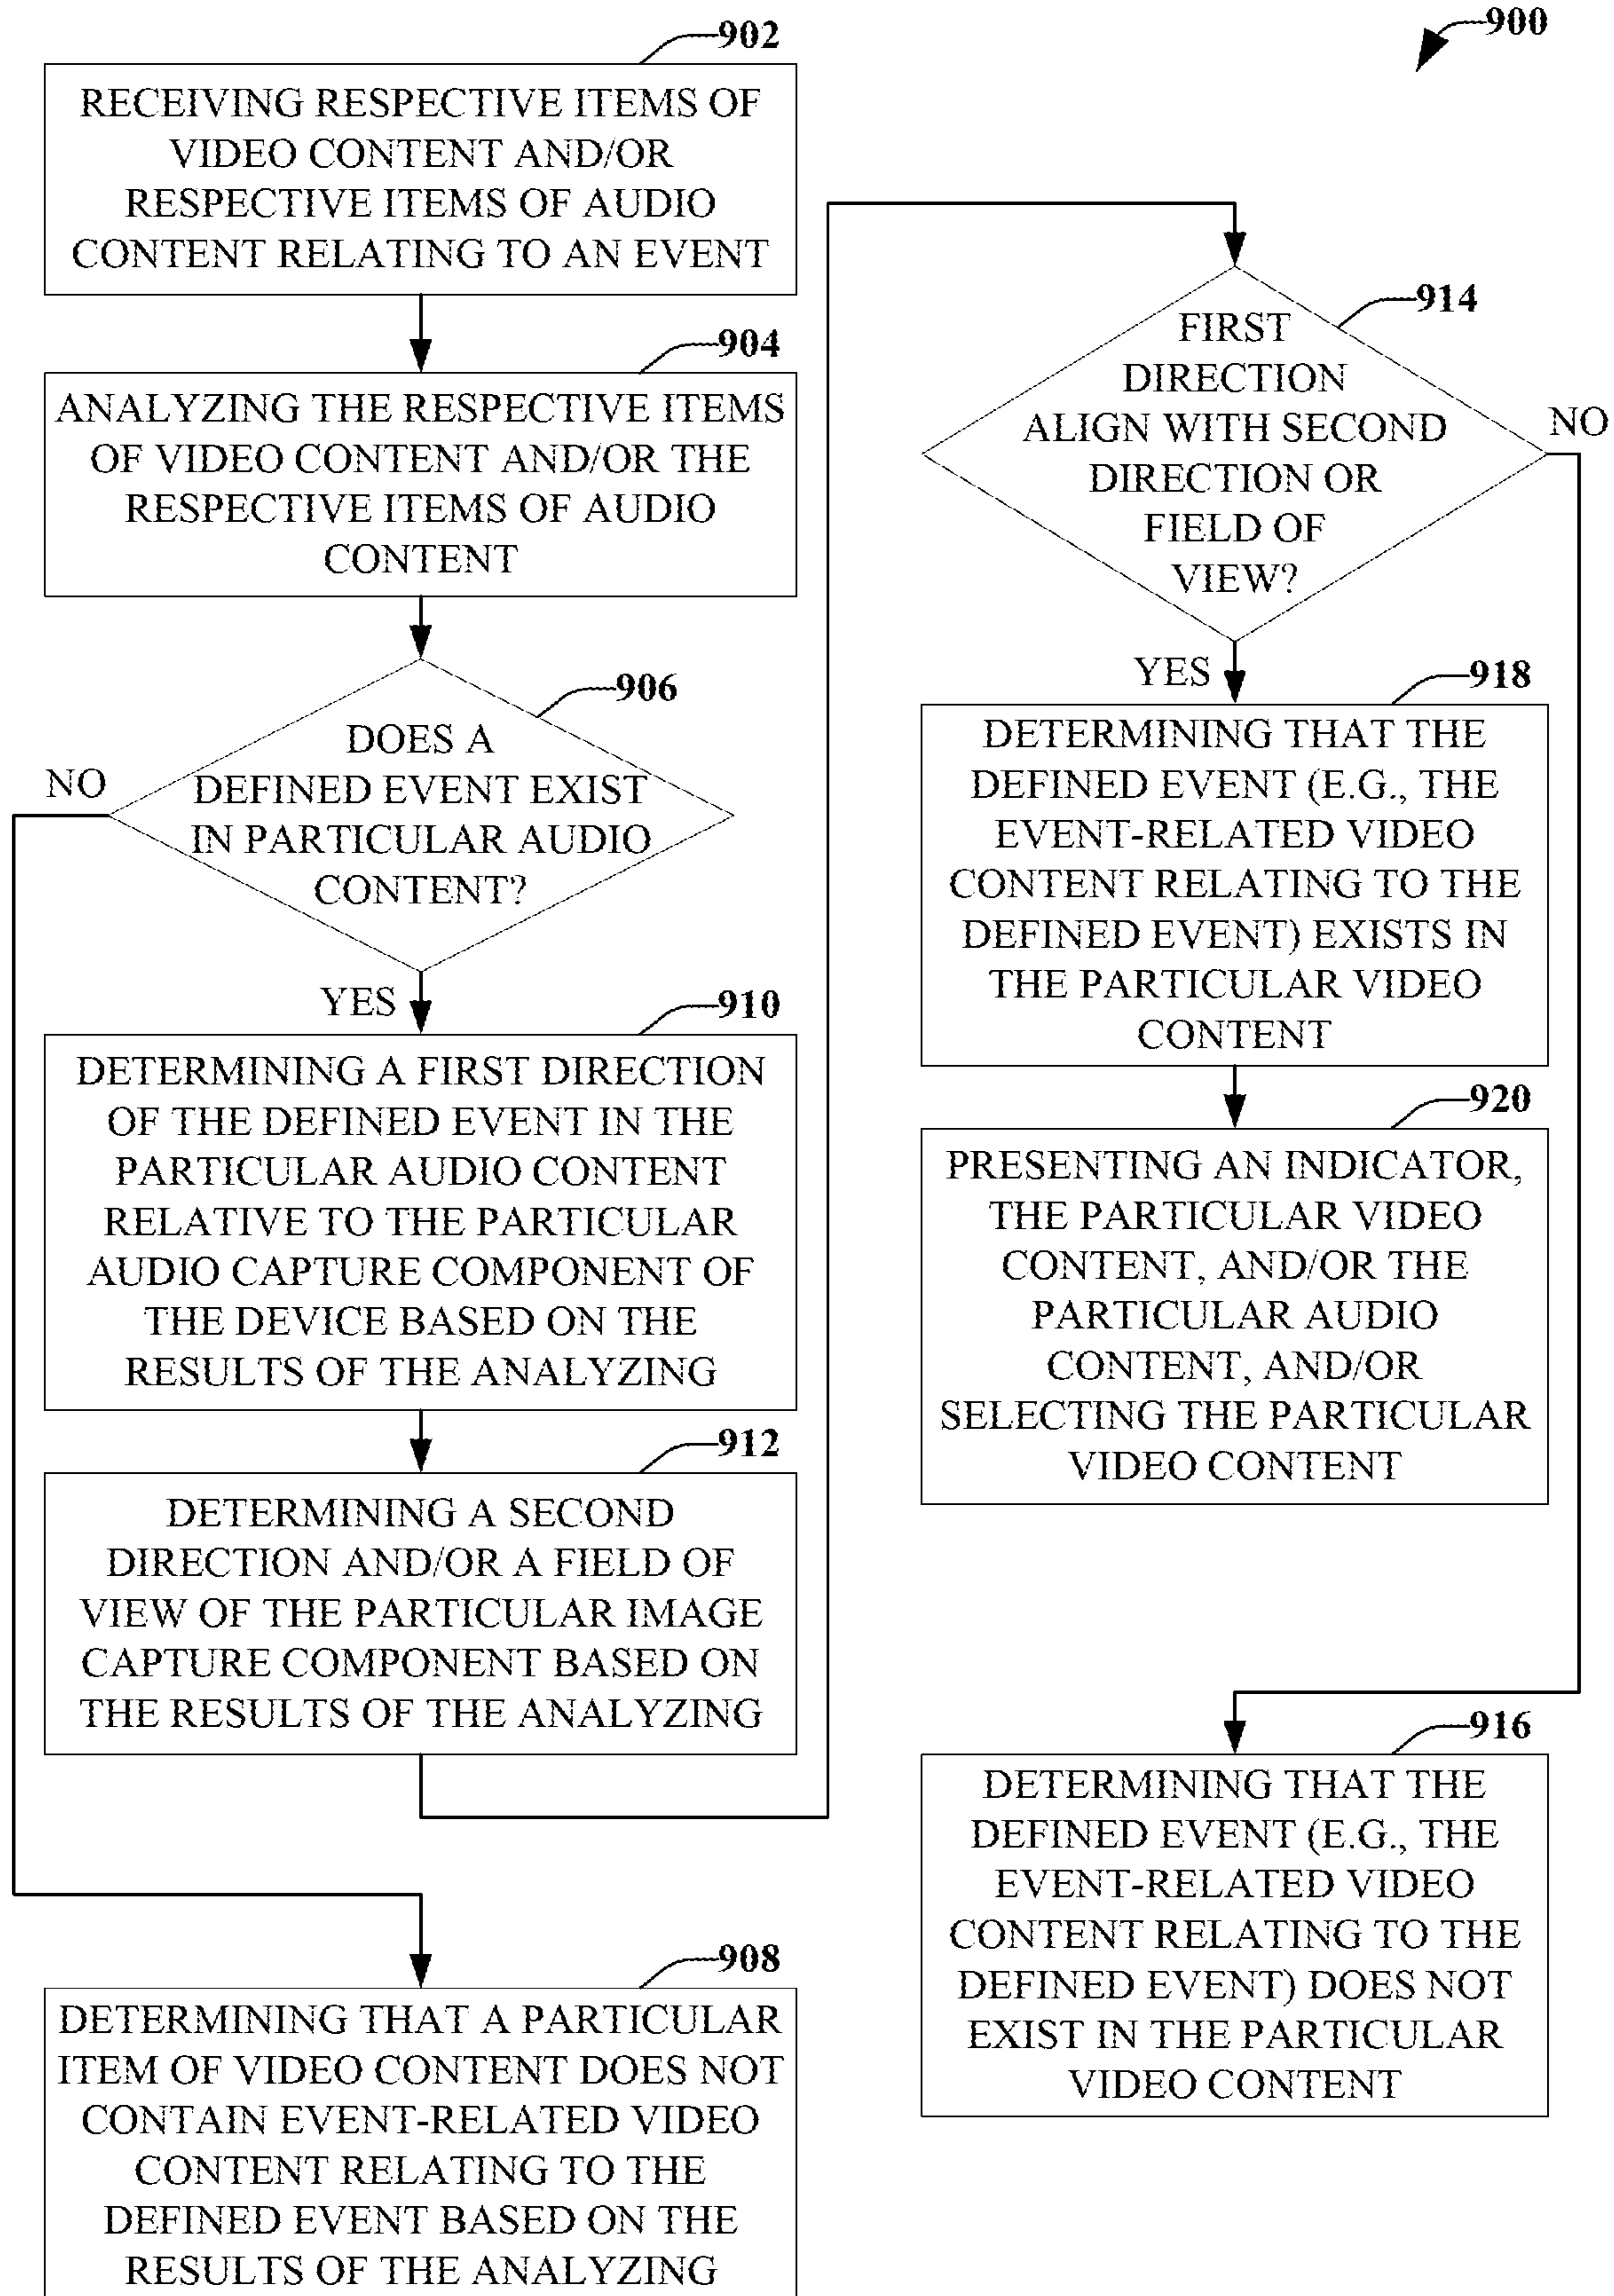 900
902
RECEIVING RESPECTIVE ITEMS OF
VIDEO CONTENT AND/OR
RESPECTIVE ITEMS OF AUDIO
CONTENT RELATING TO AN EVENT
904
ANALYZING THE RESPECTIVE ITEMS
OF VIDEO CONTENT AND/OR THE
RESPECTIVE ITEMS OF AUDIO
CONTENT
906
DOES A
DEFINED EVENT EXIST
IN PARTICULAR AUDIO
CONTENT?
NO
YES
910
DETERMINING A FIRST DIRECTION
OF THE DEFINED EVENT IN THE
PARTICULAR AUDIO CONTENT
RELATIVE TO THE PARTICULAR
AUDIO CAPTURE COMPONENT OF
THE DEVICE BASED ON THE
RESULTS OF THE ANALYZING
912
DETERMINING A SECOND
DIRECTION AND/OR A FIELD OF
VIEW OF THE PARTICULAR IMAGE
CAPTURE COMPONENT BASED ON
THE RESULTS OF THE ANALYZING
908
DETERMINING THAT A PARTICULAR
ITEM OF VIDEO CONTENT DOES NOT
CONTAIN EVENT-RELATED VIDEO
CONTENT RELATING TO THE
DEFINED EVENT BASED ON THE
RESULTS OF THE ANALYZING
914
FIRST
DIRECTION
ALIGN WITH SECOND
DIRECTION OR
FIELD OF
VIEW?
NO
YES
918
DETERMINING THAT THE
DEFINED EVENT (E.G., THE
EVENT-RELATED VIDEO
CONTENT RELATING TO THE
DEFINED EVENT) EXISTS IN
THE PARTICULAR VIDEO
CONTENT
920
PRESENTING AN INDICATOR,
THE PARTICULAR VIDEO
CONTENT, AND/OR THE
PARTICULAR AUDIO
CONTENT, AND/OR
SELECTING THE PARTICULAR
VIDEO CONTENT
916
DETERMINING THAT THE
DEFINED EVENT (E.G., THE
EVENT-RELATED VIDEO
CONTENT RELATING TO THE
DEFINED EVENT) DOES NOT
EXIST IN THE PARTICULAR
VIDEO CONTENT